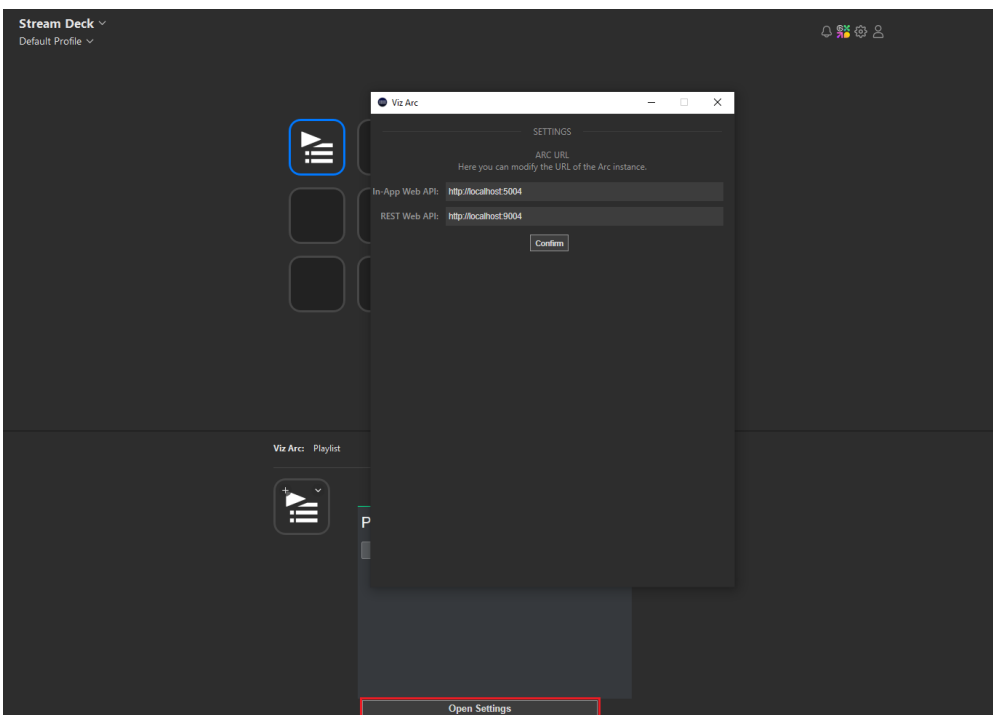 Stream Deck
Default Profile
Viz Arc
SETTINGS
ARC URL
Here you can modify the URL of the Arc instance.
In-App Web API: http://localhost:5004
REST Web API: http://localhost:9004
Confirm
Viz Arc: Playlist
P
Open Settings